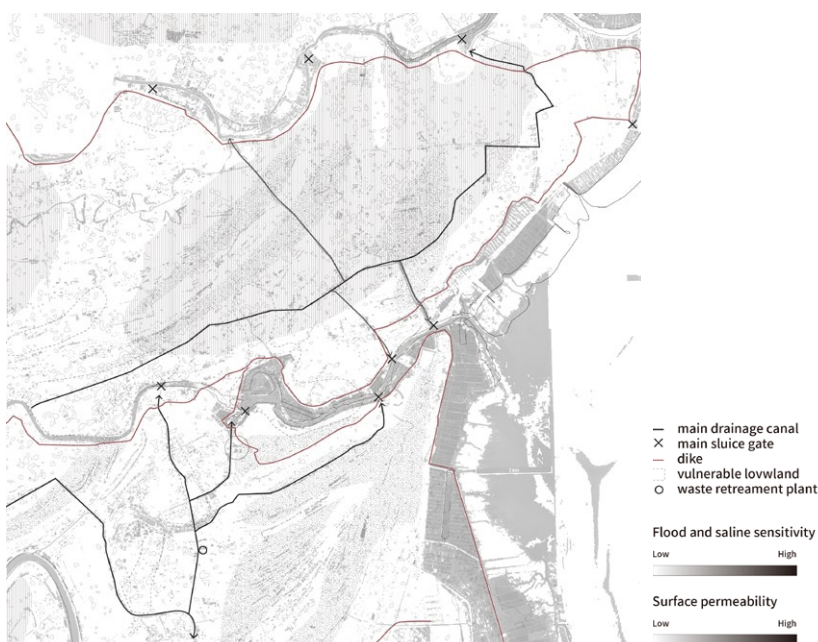 main drainage canal
main sluice gate
dike
vulnerable lovwland
waste retreament plant
Flood and saline sensitivity
Low High
Surface permeability
Low High